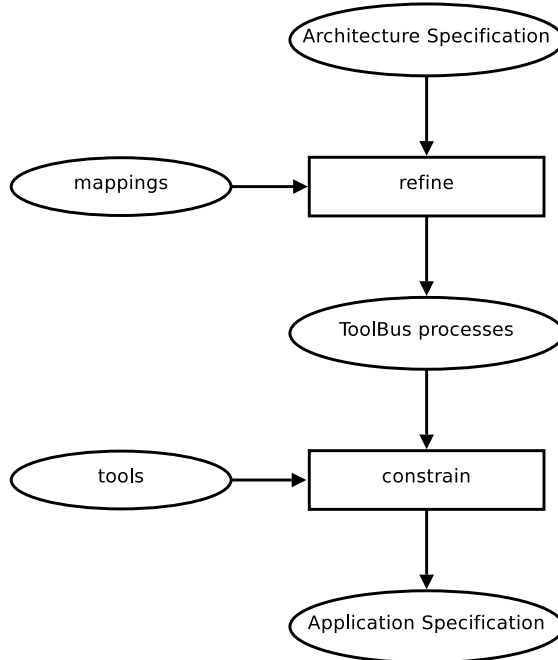 Architecture Specification
mappings
refine
ToolBus processes
tools
constrain
Application Specification